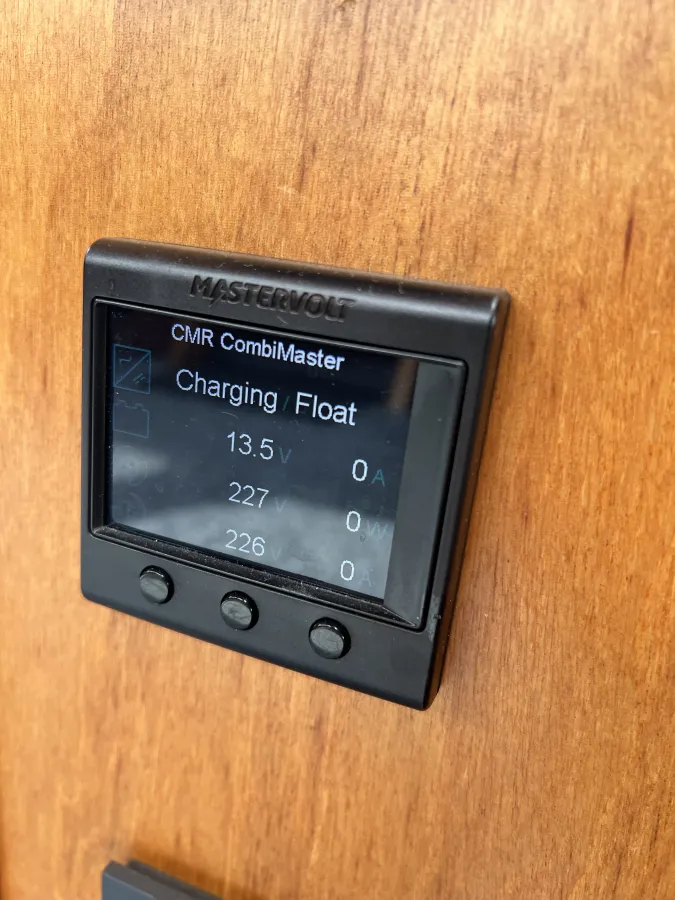 MASTERVOLT
CMR CombiMaster
Charging / Float
13.5 V 0 A
227 V 0 W
226 V 0 A